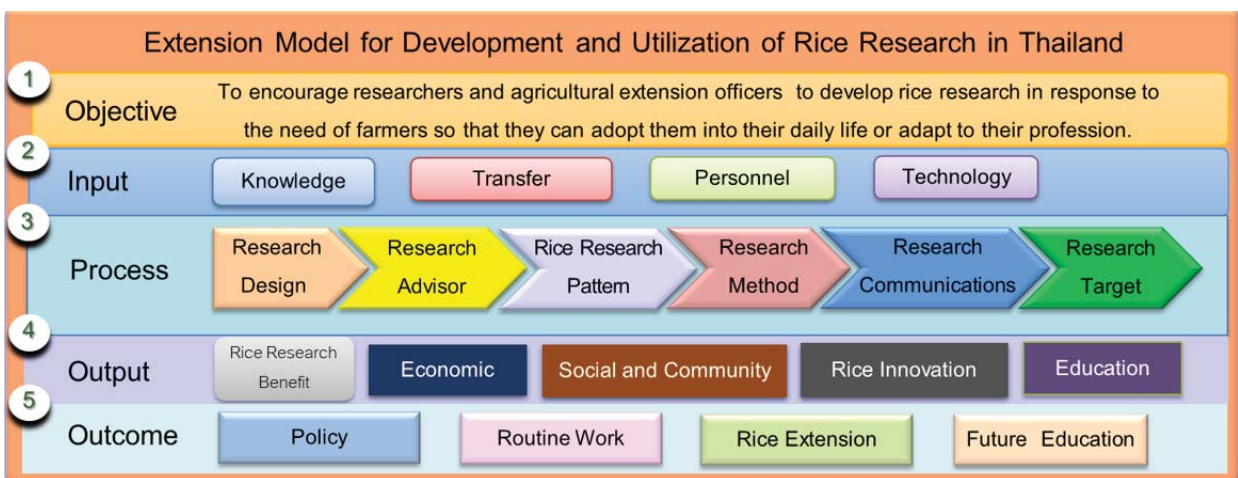 Extension Model for Development and Utilization of Rice Research in Thailand
1
Objective
To encourage researchers and agricultural extension officers to develop rice research in response to
the need of farmers so that they can adopt them into their daily life or adapt to their profession.
2
Input
Knowledge
Transfer
Personnel
Technology
3
Process
Research
Design
Research
Advisor
Rice Research
Pattern
Research
Method
Research
Communications
Research
Target
4
Output
Rice Research
Benefit
Economic
Social and Community
Rice Innovation
Education
5
Outcome
Policy
Routine Work
Rice Extension
Future Education